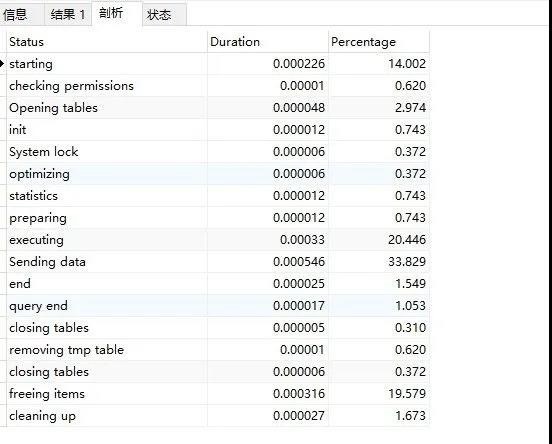 信息 结果 1 剖析 状态
Status Duration Percentage
starting 0.000226 14.002
checking permissions 0.00001 0.620
Opening tables 0.000048 2.974
init 0.000012 0.743
System lock 0.000006 0.372
optimizing 0.000006 0.372
statistics 0.000012 0.743
preparing 0.000012 0.743
executing 0.00033 20.446
Sending data 0.000546 33.829
end 0.000025 1.549
query end 0.000017 1.053
closing tables 0.000005 0.310
removing tmp table 0.00001 0.620
closing tables 0.000006 0.372
freeing items 0.000316 19.579
cleaning up 0.000027 1.673